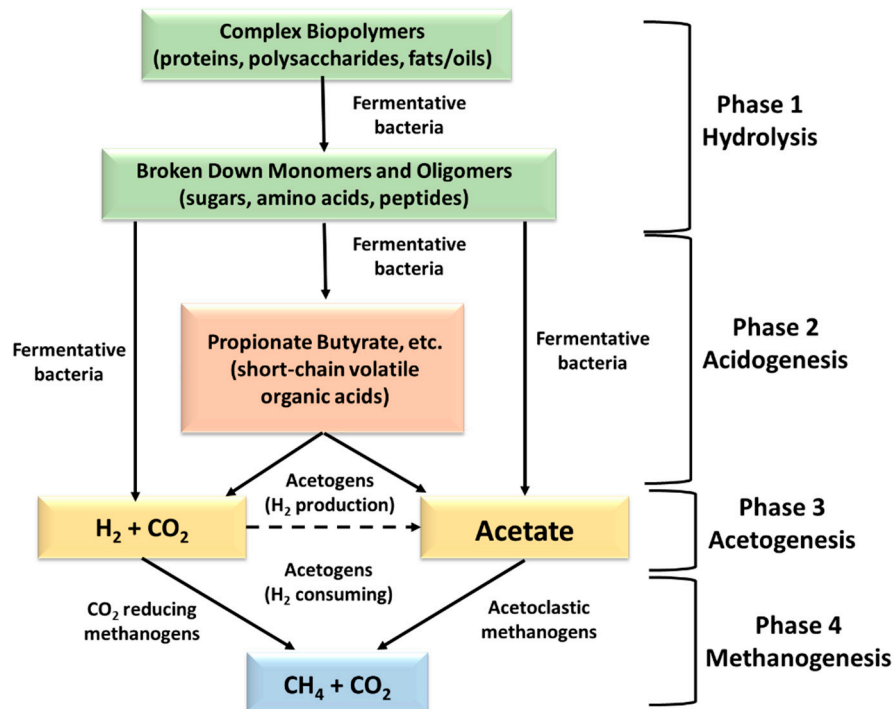 Complex Biopolymers
(proteins, polysaccharides, fats/oils)
Fermentative
bacteria
Phase 1
Hydrolysis
Broken Down Monomers and Oligomers
(sugars, amino acids, peptides)
Fermentative
bacteria
Propionate Butyrate, etc.
(short-chain volatile
organic acids)
Fermentative
bacteria
Fermentative
bacteria
Phase 2
Acidogenesis
Acetogens
(H₂ production)
H₂ + CO₂
Acetate
Phase 3
Acetogenesis
Acetogens
(H₂ consuming)
CO₂ reducing
methanogens
Acetoclastic
methanogens
Phase 4
Methanogenesis
CH₄ + CO₂